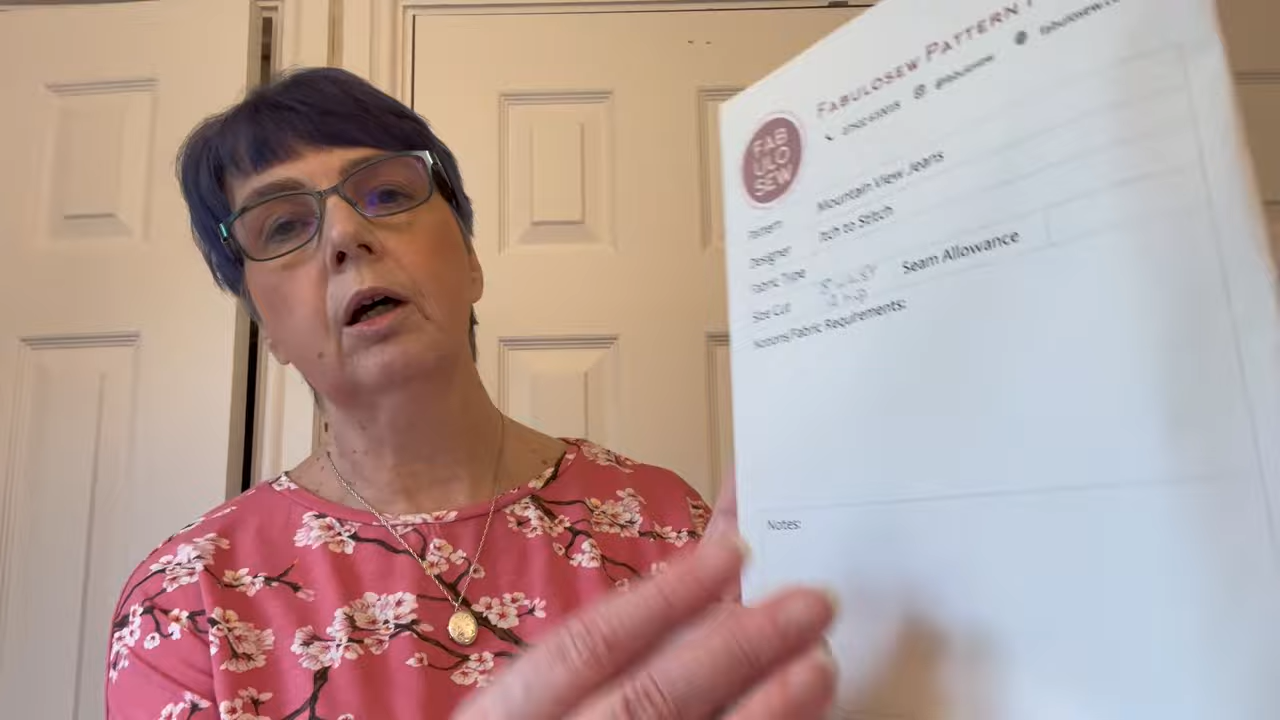 FABULOSEW PATTERN
@fabulosew
FAB
ULO
SEW
Pattern Mountain View Jeans
Designer Itch to Stitch
Fabric Type
Size Cut Seam Allowance
Notions/Fabric Requirements:
Notes: